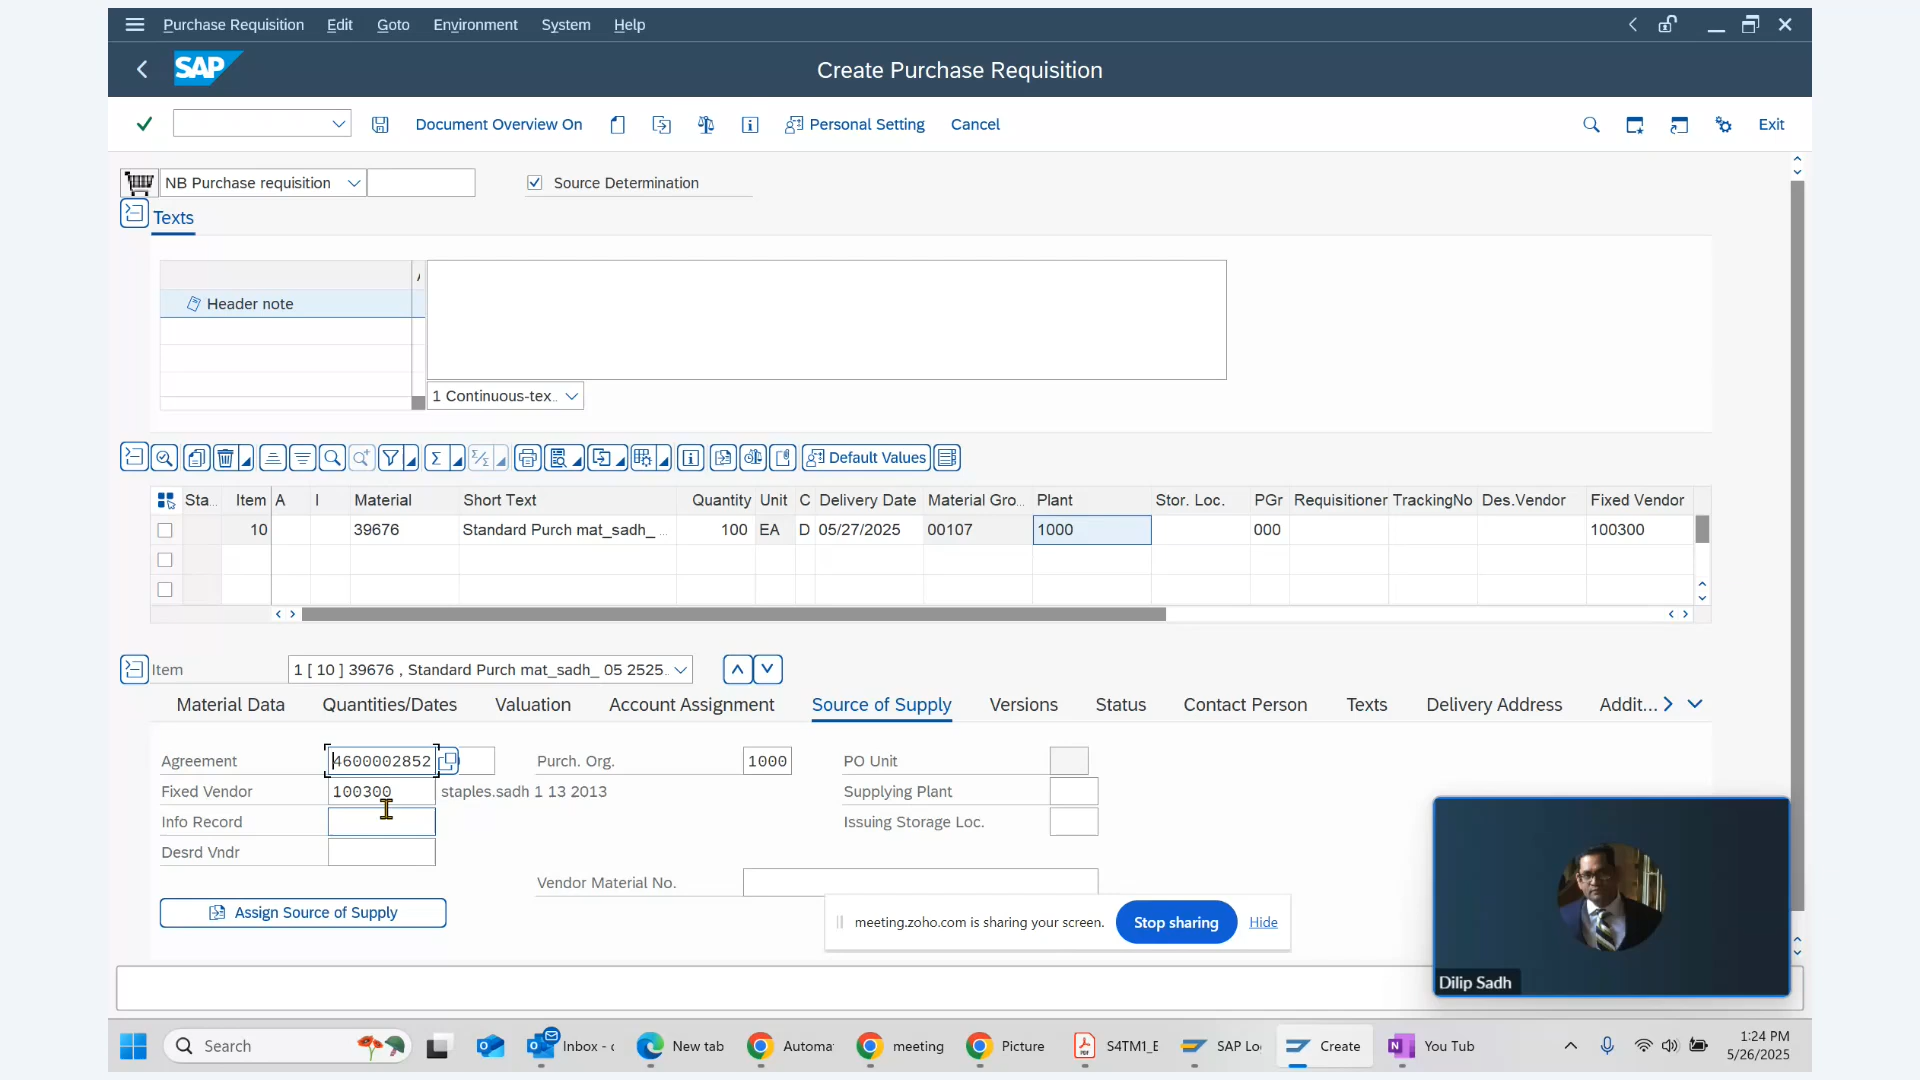 Purchase Requisition Edit Goto Environment System Help
SAP Create Purchase Requisition
Document Overview On Personal Setting Cancel Exit
NB Purchase requisition Source Determination
Texts
Header note
1 Continuous-tex..
Default Values
Sta.. Item A I Material Short Text Quantity Unit C Delivery Date Material Gro.. Plant Stor. Loc. PGr Requisitioner TrackingNo Des.Vendor Fixed Vendor
10 39676 Standard Purch mat_sadh_ ... 100 EA D 05/27/2025 00107 1000 000 100300
Item 1 [ 10 ] 39676 , Standard Purch mat_sadh_ 05 2525..
Material Data Quantities/Dates Valuation Account Assignment Source of Supply Versions Status Contact Person Texts Delivery Address Addit...
Agreement 4600002852 Purch. Org. 1000 PO Unit
Fixed Vendor 100300 staples.sadh 1 13 2013 Supplying Plant
Info Record Issuing Storage Loc.
Desrd Vndr
Vendor Material No.
Assign Source of Supply
meeting.zoho.com is sharing your screen. Stop sharing Hide
Dilip Sadh
Search Inbox - New tab Automa meeting Picture S4TM1_E SAP Lo Create You Tub 1:24 PM
5/26/2025